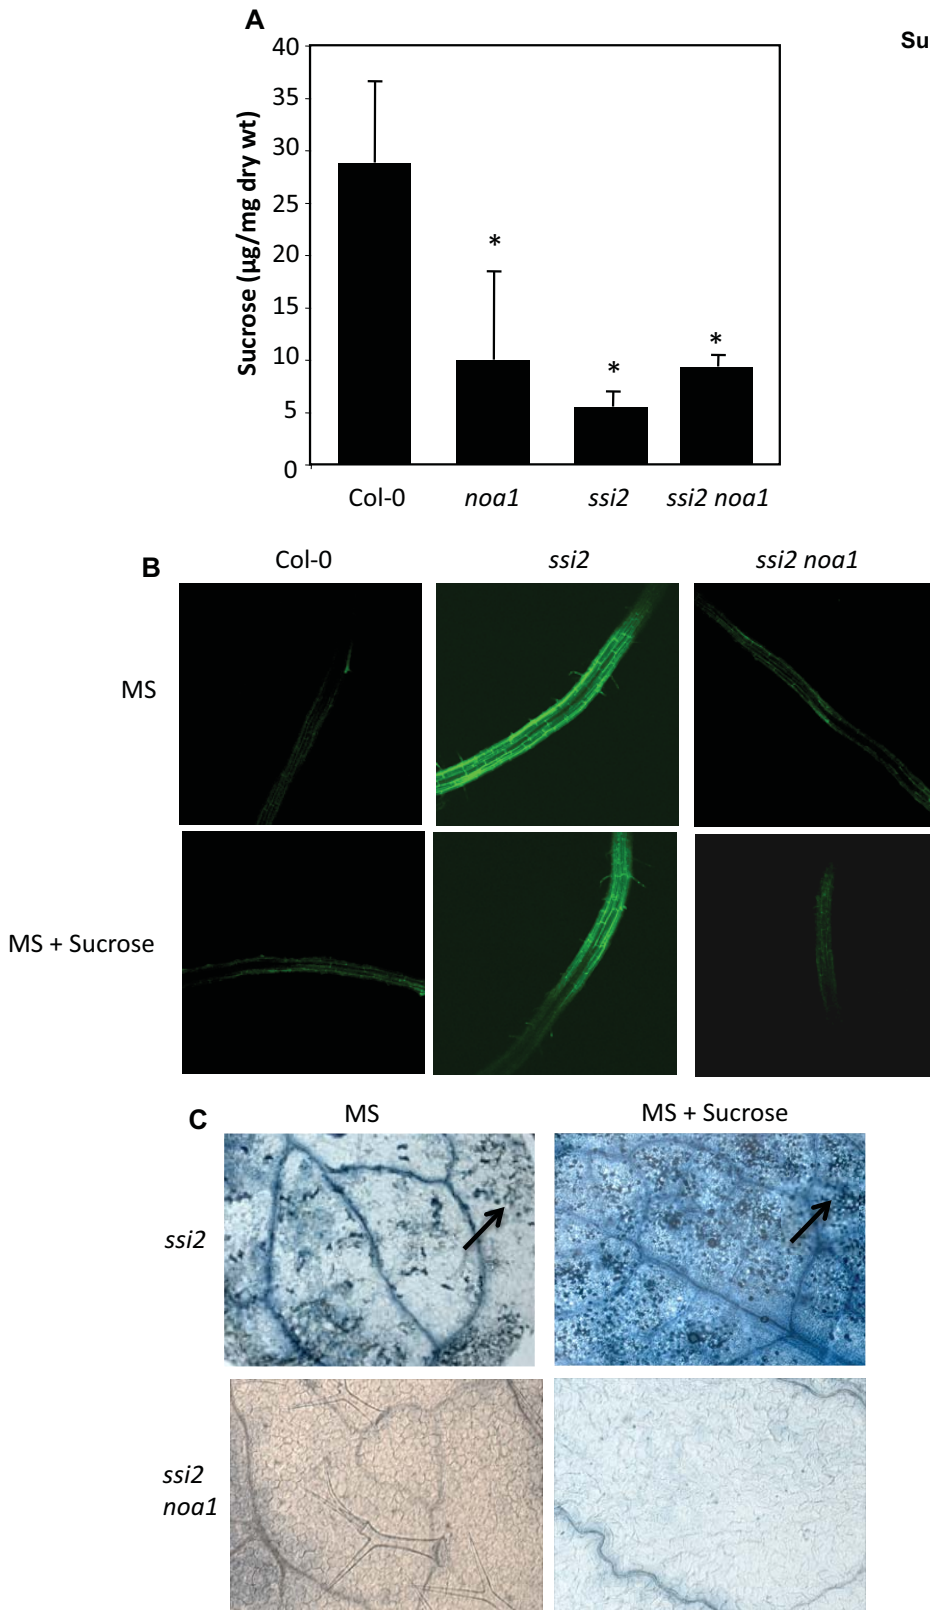 A
Su
Sucrose (µg/mg dry wt)
40
35
30
25
20
15
10
5
0
*
*
*
Col-0
noa1
ssi2
ssi2 noa1
B
Col-0
ssi2
ssi2 noa1
MS
MS + Sucrose
C
MS
MS + Sucrose
ssi2
ssi2
noa1